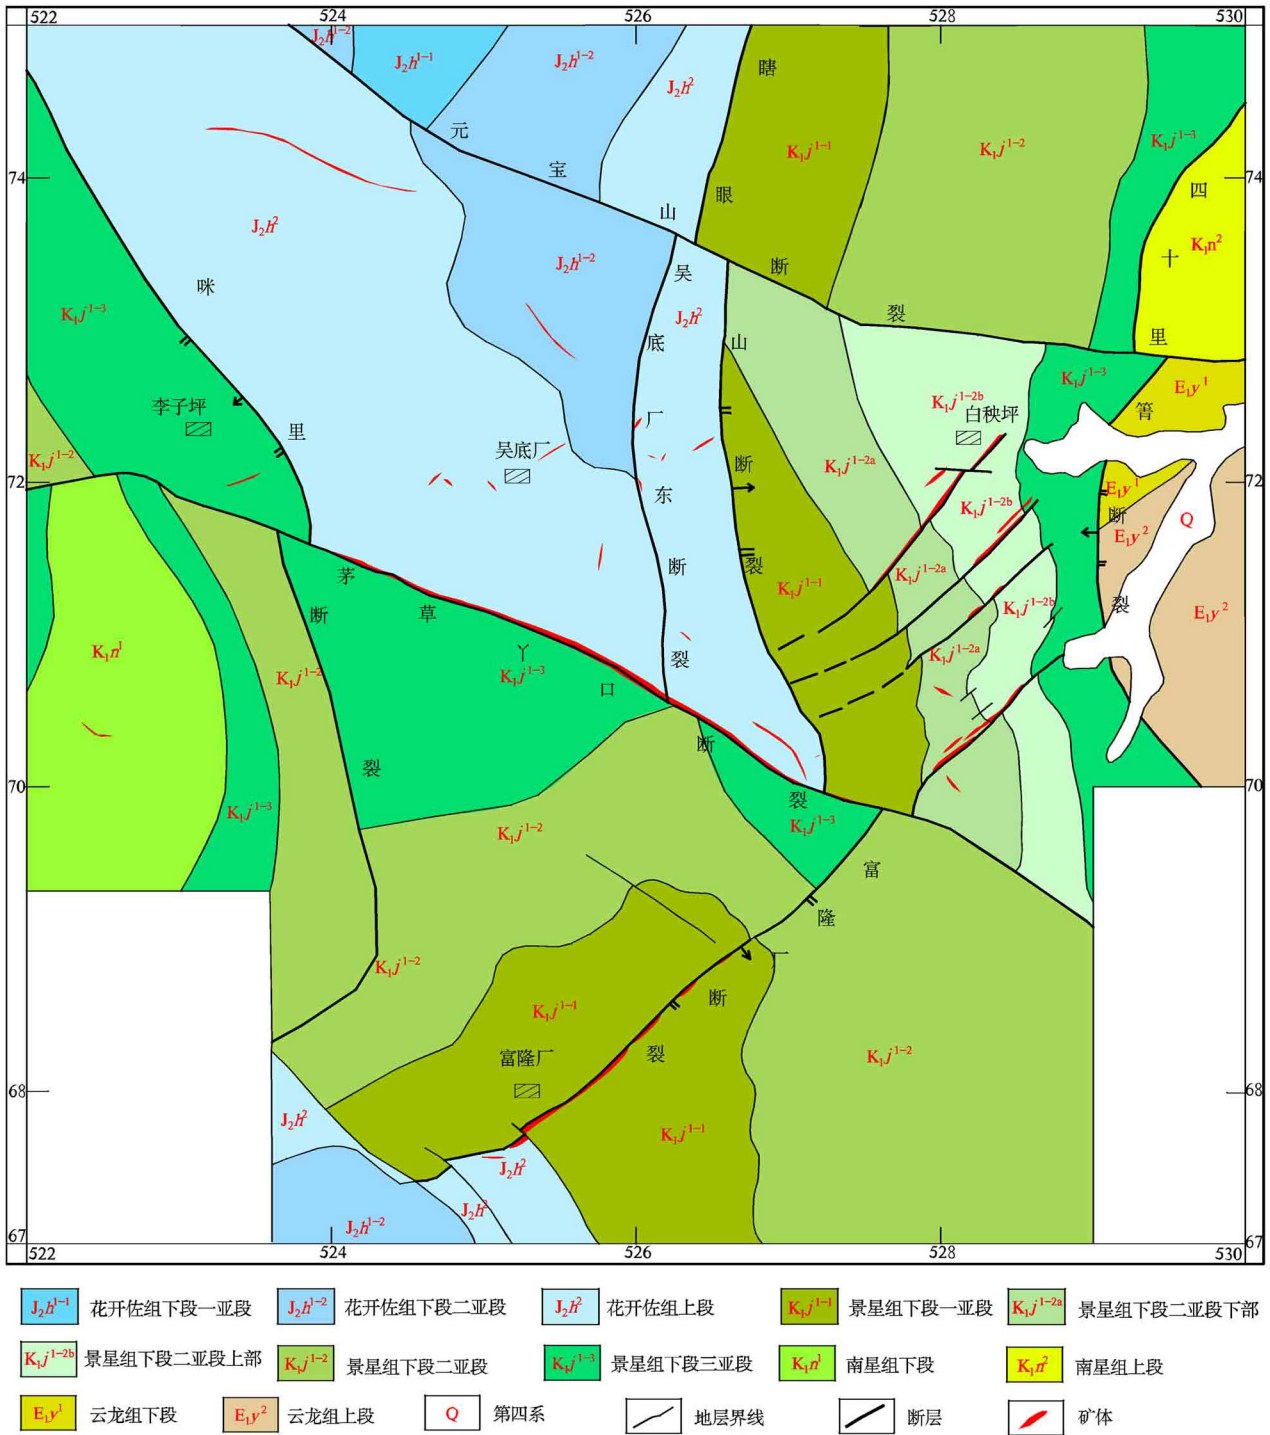 522 524 526 528 530
J₂h¹⁻²
J₂h¹⁻¹
J₂h¹⁻²
J₂h²
瞎
元
K₁j¹⁻³
K₁j¹⁻¹
K₁j¹⁻²
宝
74
74
四
眼
山
J₂h²
K₁n²
十
J₂h¹⁻²
断
吴
咪
K₁j¹⁻³
裂
J₂h²
里
底
山
K₁j¹⁻³
E₁y¹
李子坪
K₁j¹⁻²ᵇ
白秧坪
箐
厂
里
吴底厂
K₁j¹⁻²
断
K₁j¹⁻²ᵃ
72
72
E₁y¹
东
K₁j¹⁻²ᵇ
断
Q
E₁y²
断
裂
茅
K₁j¹⁻²ᵃ
K₁j¹⁻¹
断
草
裂
K₁j¹⁻²ᵇ
E₁y²
K₁n¹
裂
K₁j¹⁻²ᵃ
K₁j¹⁻²
丫
K₁j¹⁻³
口
断
裂
70
70
裂
K₁j¹⁻³
K₁j¹⁻²
K₁j¹⁻³
富
隆
K₁j¹⁻²
厂
断
K₁j¹⁻¹
裂
富隆厂
K₁j¹⁻²
68
68
J₂h²
K₁j¹⁻¹
J₂h²
J₂h²
J₂h¹⁻²
67
67
522 524 526 528 530
J₂h¹⁻¹ 花开佐组下段一亚段 J₂h¹⁻² 花开佐组下段二亚段 J₂h² 花开佐组上段 K₁j¹⁻¹ 景星组下段一亚段 K₁j¹⁻²ᵃ 景星组下段二亚段下部
K₁j¹⁻²ᵇ 景星组下段二亚段上部 K₁j¹⁻² 景星组下段二亚段 K₁j¹⁻³ 景星组下段三亚段 K₁n¹ 南星组下段 K₁n² 南星组上段
E₁y¹ 云龙组下段 E₁y² 云龙组上段 Q 第四系 地层界线 断层 矿体